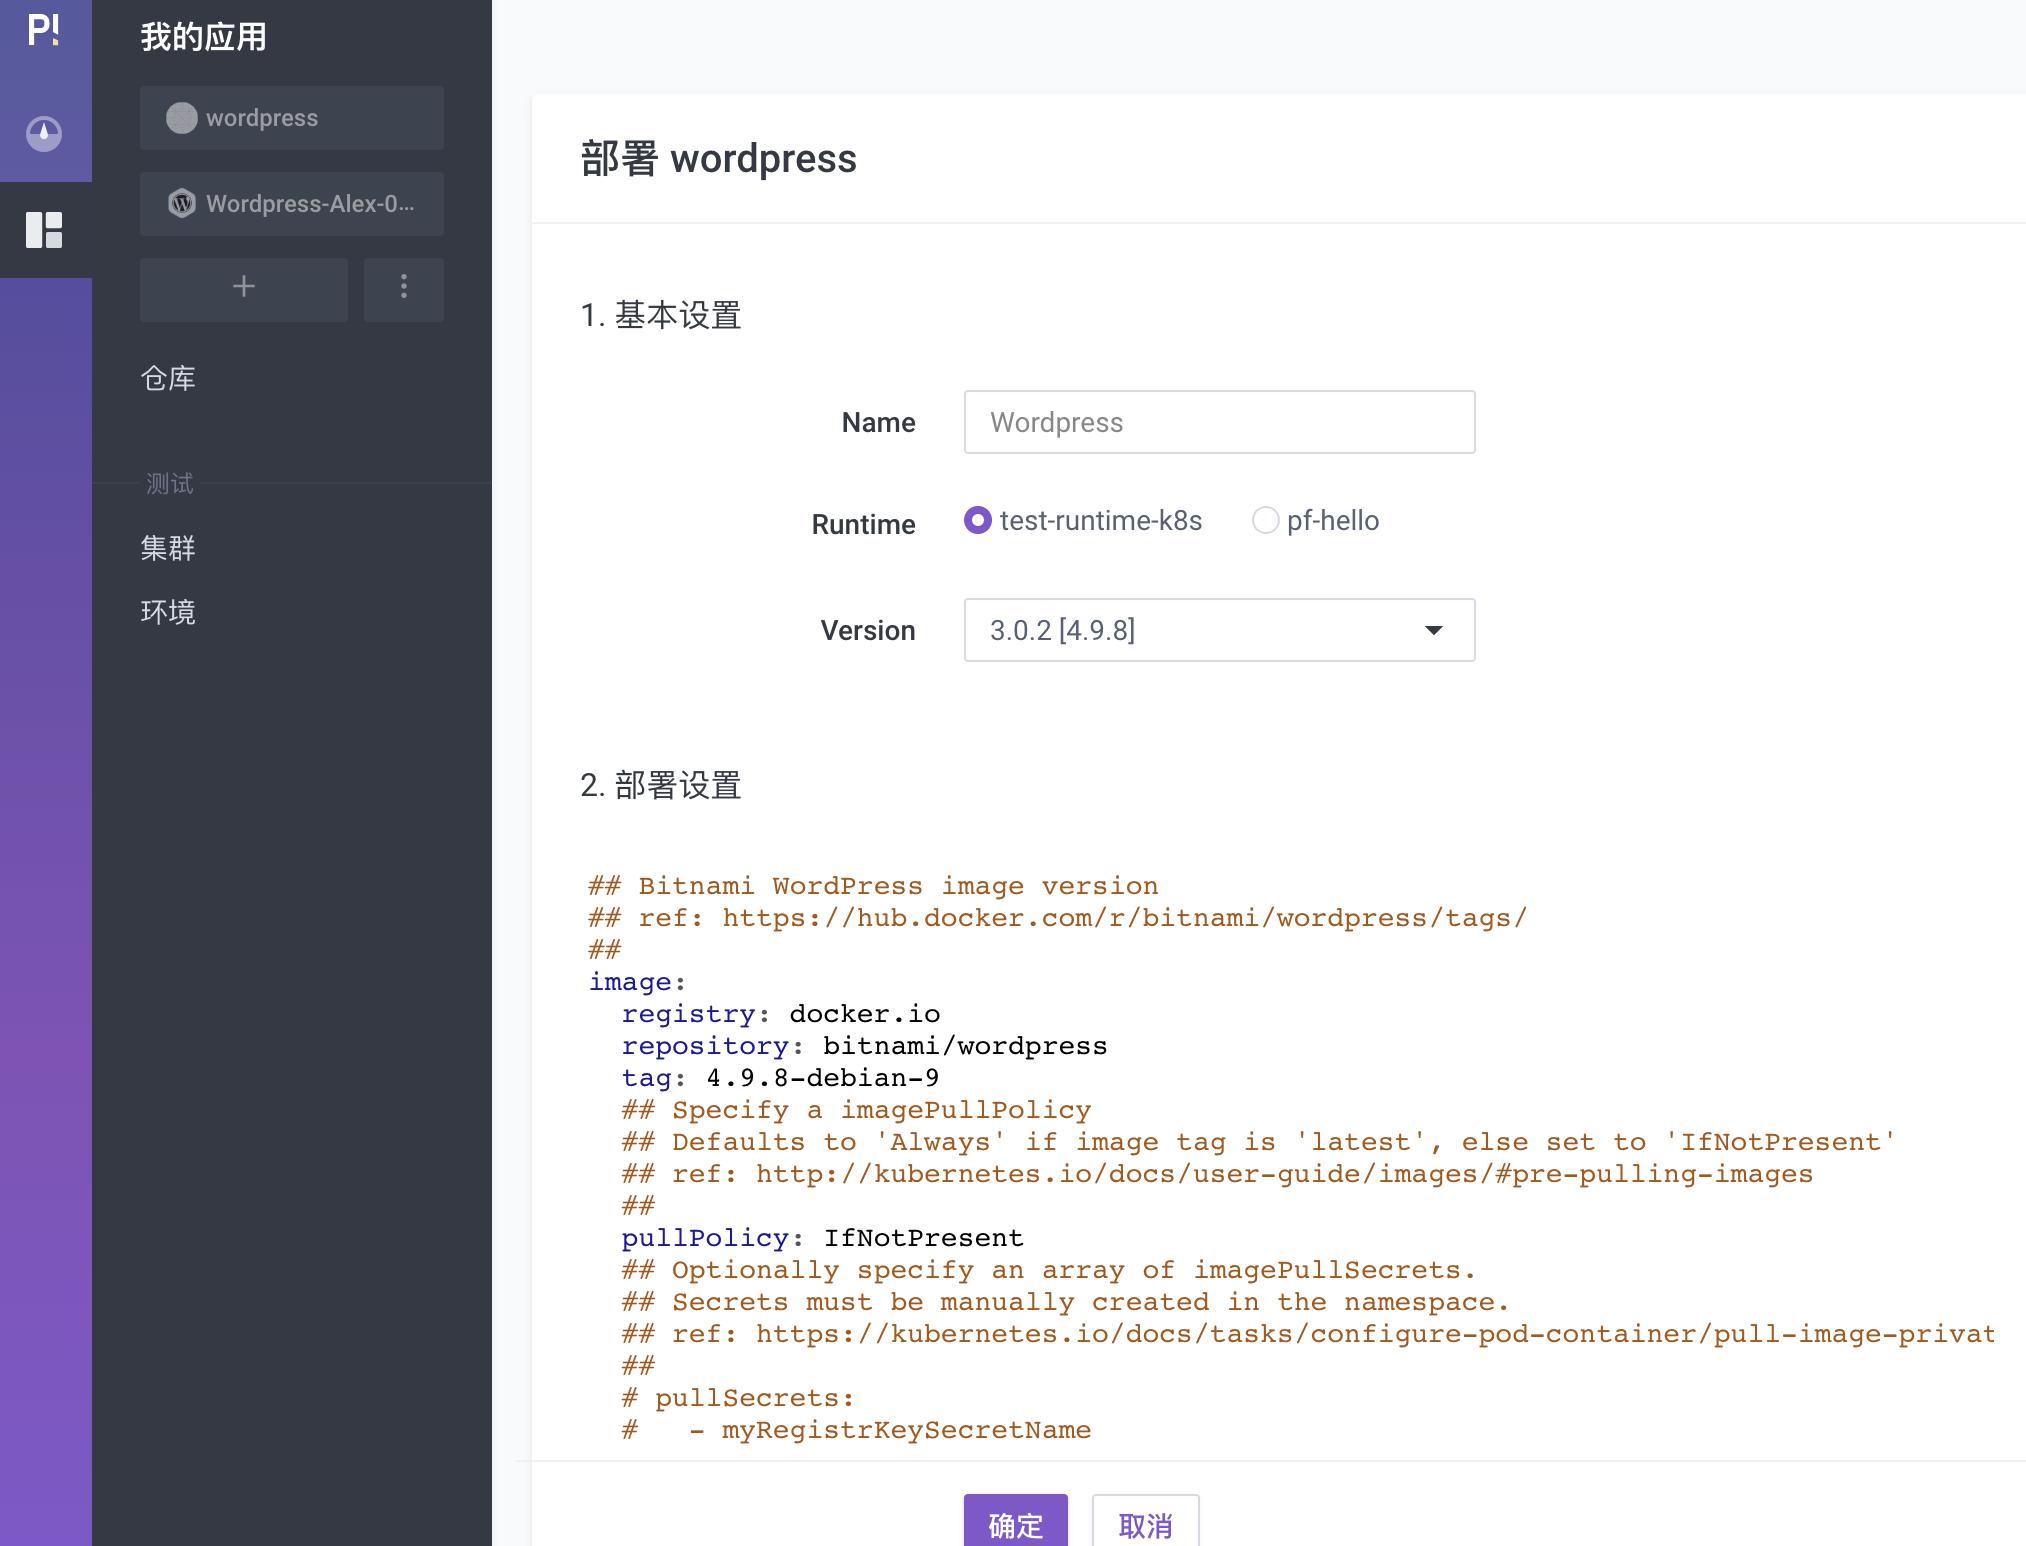 P!
我的应用
wordpress
Wordpress-Alex-0...
仓库
测试
集群
环境
部署 wordpress
1. 基本设置
Name
Wordpress
Runtime
test-runtime-k8s
pf-hello
Version
3.0.2 [4.9.8]
2. 部署设置
## Bitnami WordPress image version
## ref: https://hub.docker.com/r/bitnami/wordpress/tags/
##
image:
  registry: docker.io
  repository: bitnami/wordpress
  tag: 4.9.8-debian-9
  ## Specify a imagePullPolicy
  ## Defaults to 'Always' if image tag is 'latest', else set to 'IfNotPresent'
  ## ref: http://kubernetes.io/docs/user-guide/images/#pre-pulling-images
  ##
  pullPolicy: IfNotPresent
  ## Optionally specify an array of imagePullSecrets.
  ## Secrets must be manually created in the namespace.
  ## ref: https://kubernetes.io/docs/tasks/configure-pod-container/pull-image-privat
  ##
  # pullSecrets:
  #   - myRegistrKeySecretName
确定
取消